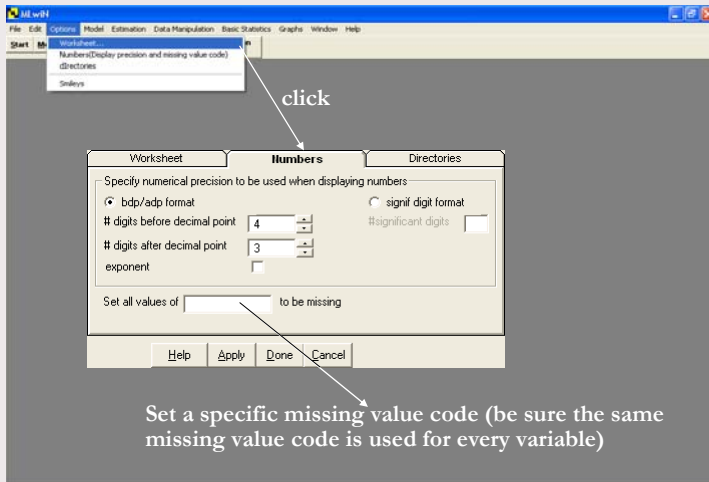 MLwiN
File Edit Options Model Estimation Data Manipulation Basic Statistics Graphs Window Help
Start
Worksheet...
Numbers(Display precision and missing value code)
dIrectories
Smileys
click
Worksheet Numbers Directories
Specify numerical precision to be used when displaying numbers
bdp/adp format signif digit format
# digits before decimal point 4 #significant digits
# digits after decimal point 3
exponent
Set all values of to be missing
Help Apply Done Cancel
Set a specific missing value code (be sure the same
missing value code is used for every variable)